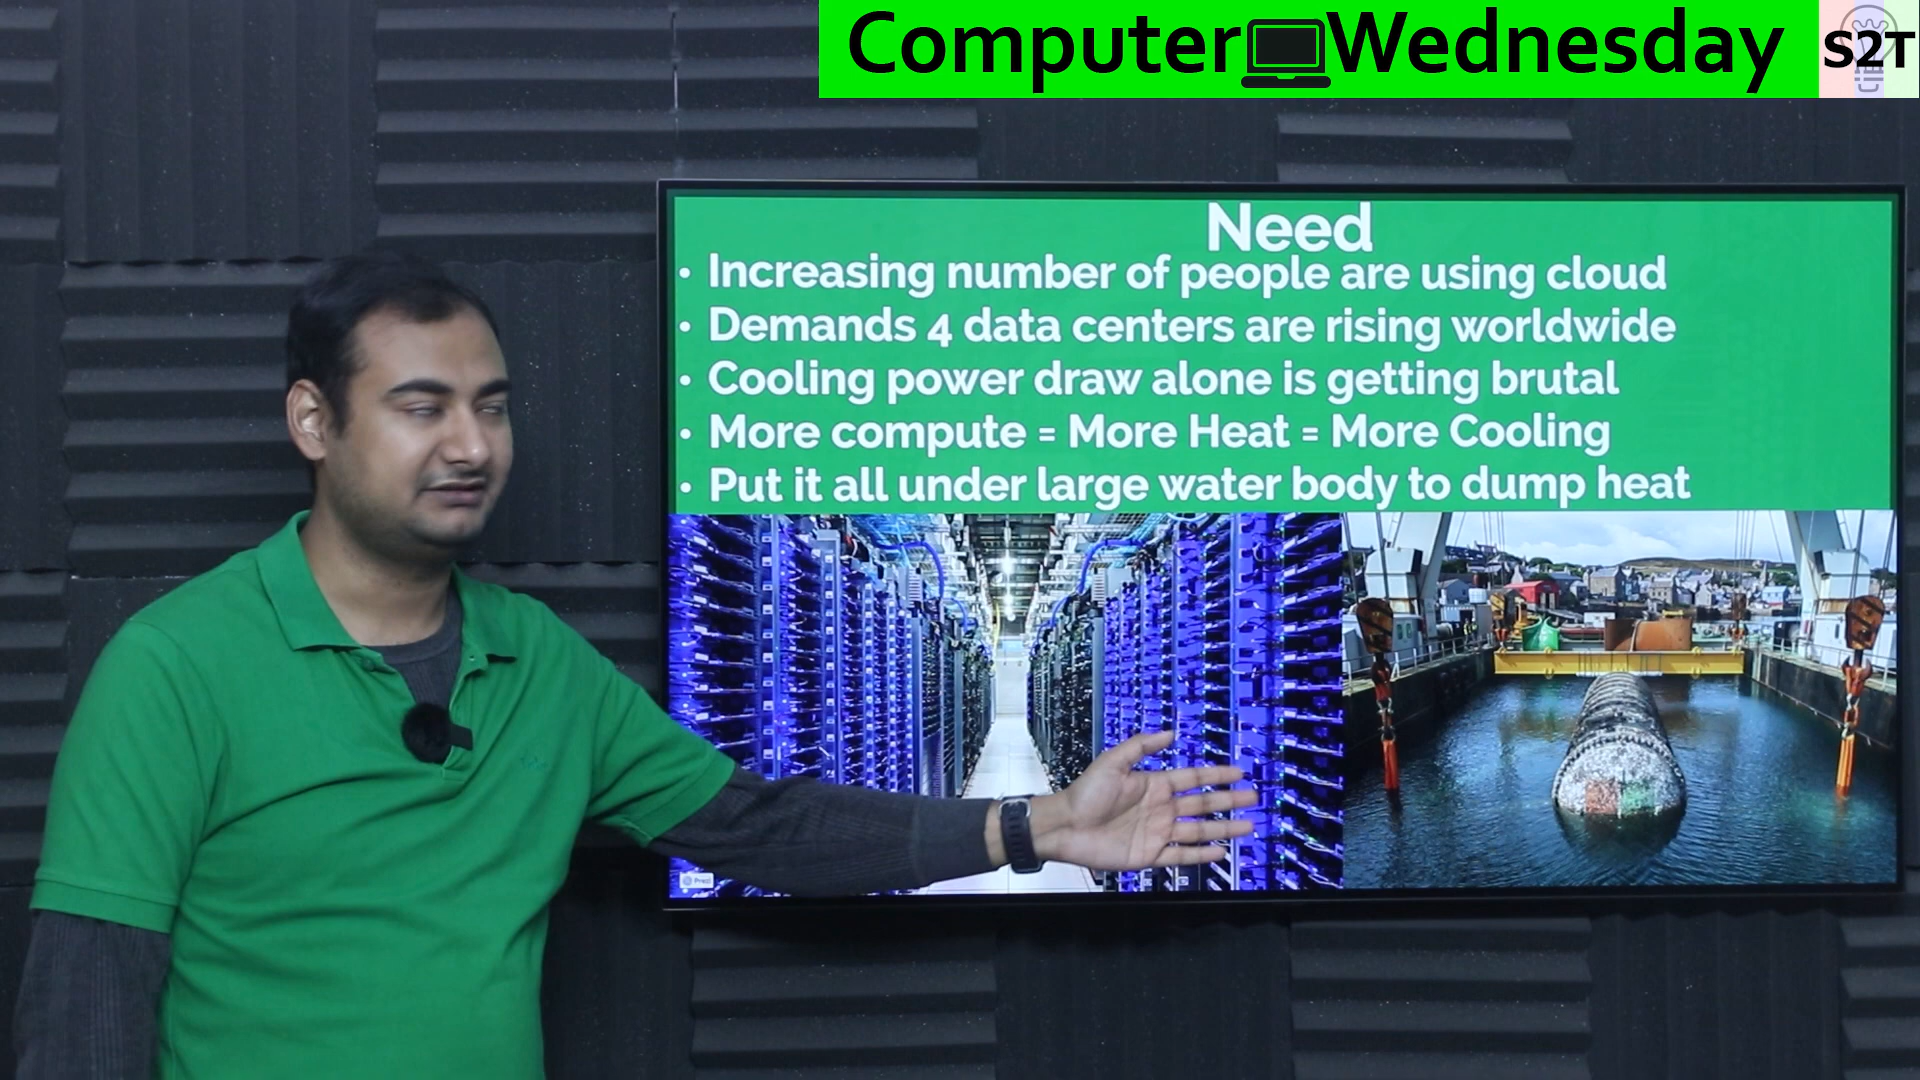 Computer Wednesday
S2T
Need
• Increasing number of people are using cloud
• Demands 4 data centers are rising worldwide
• Cooling power draw alone is getting brutal
• More compute = More Heat = More Cooling
• Put it all under large water body to dump heat
Prezi